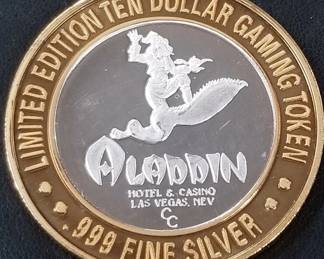 LIMITED EDITION TEN DOLLAR GAMING TOKEN
ALADDIN
HOTEL & CASINO
LAS VEGAS, NEV
CC
.999 FINE SILVER